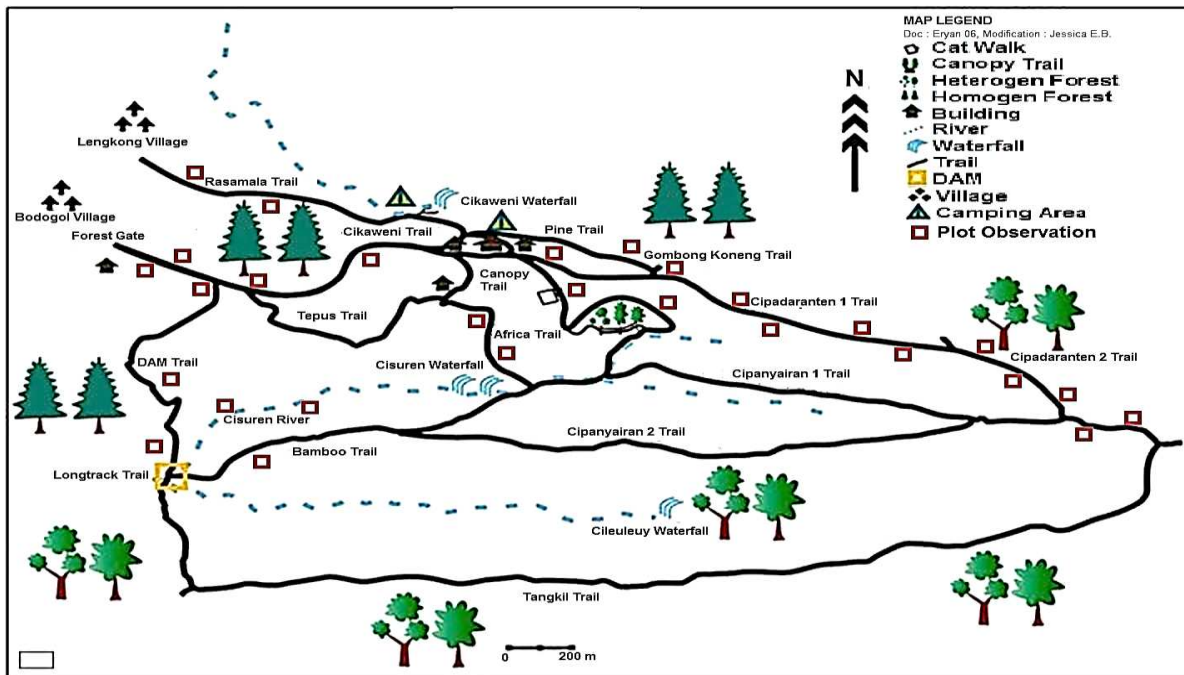 MAP LEGEND
Doc : Eryan 06, Modification : Jessica E.B.
Cat Walk
Canopy Trail
Heterogen Forest
Homogen Forest
Building
River
Waterfall
Trail
DAM
Village
Camping Area
Plot Observation
N
Lengkong Village
Rasamala Trail
Bodogol Village
Forest Gate
Cikaweni Waterfall
Cikaweni Trail
Pine Trail
Gombong Koneng Trail
Canopy
Trail
Cipadaranten 1 Trail
Tepus Trail
Africa Trail
Cipadaranten 2 Trail
DAM Trail
Cisuren Waterfall
Cipanyairan 1 Trail
Cisuren River
Cipanyairan 2 Trail
Bamboo Trail
Longtrack Trail
Cileuleuy Waterfall
Tangkil Trail
0 200 m